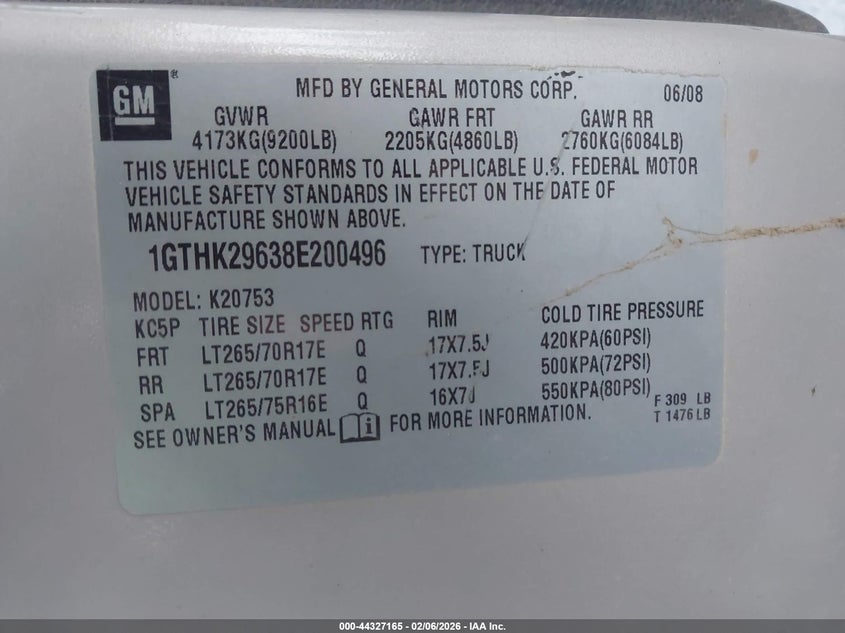 GM ®
MFD BY GENERAL MOTORS CORP. 06/08
GVWR GAWR FRT GAWR RR
4173KG(9200LB) 2205KG(4860LB) 2760KG(6084LB)
THIS VEHICLE CONFORMS TO ALL APPLICABLE U.S. FEDERAL MOTOR
VEHICLE SAFETY STANDARDS IN EFFECT ON THE DATE OF
MANUFACTURE SHOWN ABOVE.
1GTHK29638E200496 TYPE: TRUCK
MODEL: K20753
KC5P TIRE SIZE SPEED RTG RIM COLD TIRE PRESSURE
FRT LT265/70R17E Q 17X7.5J 420KPA(60PSI)
RR LT265/70R17E Q 17X7.5J 500KPA(72PSI)
SPA LT265/75R16E Q 16X7J 550KPA(80PSI) F 309 LB
SEE OWNER'S MANUAL i FOR MORE INFORMATION. T 1476 LB
000-44327165 - 02/06/2026 - IAA Inc.